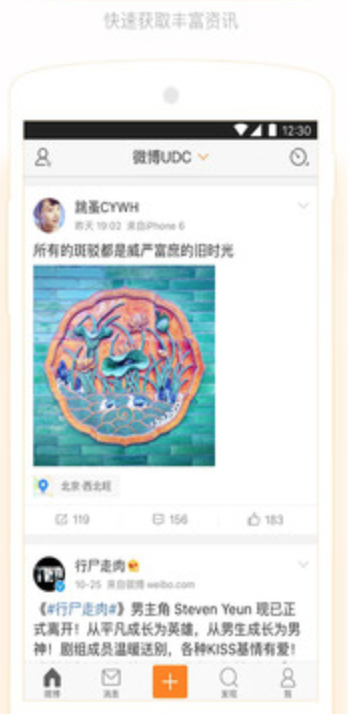 快速获取丰富资讯
12:30
微博UDC
跳蚤CYWH
昨天 19:02 来自iPhone 6
所有的斑驳都是威严富庶的旧时光
北京·西北旺
119 156 183
行尸走肉
10-25 来自微博 weibo.com
《#行尸走肉#》男主角 Steven Yeun 现已正
式离开！从平凡成长为英雄，从男生成长为男
神！剧组成员温暖送别，各种KISS基情有爱！
微博 消息 发现 我